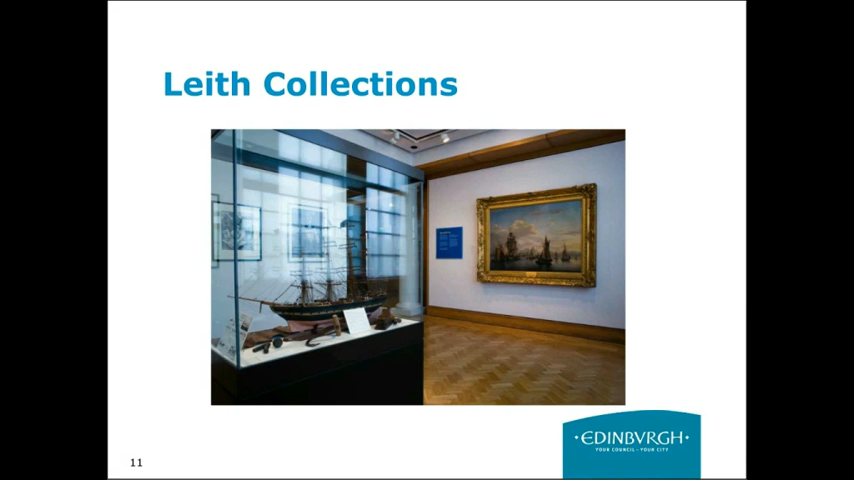 Leith Collections
·EDINBVRGH·
YOUR COUNCIL – YOUR CITY
11